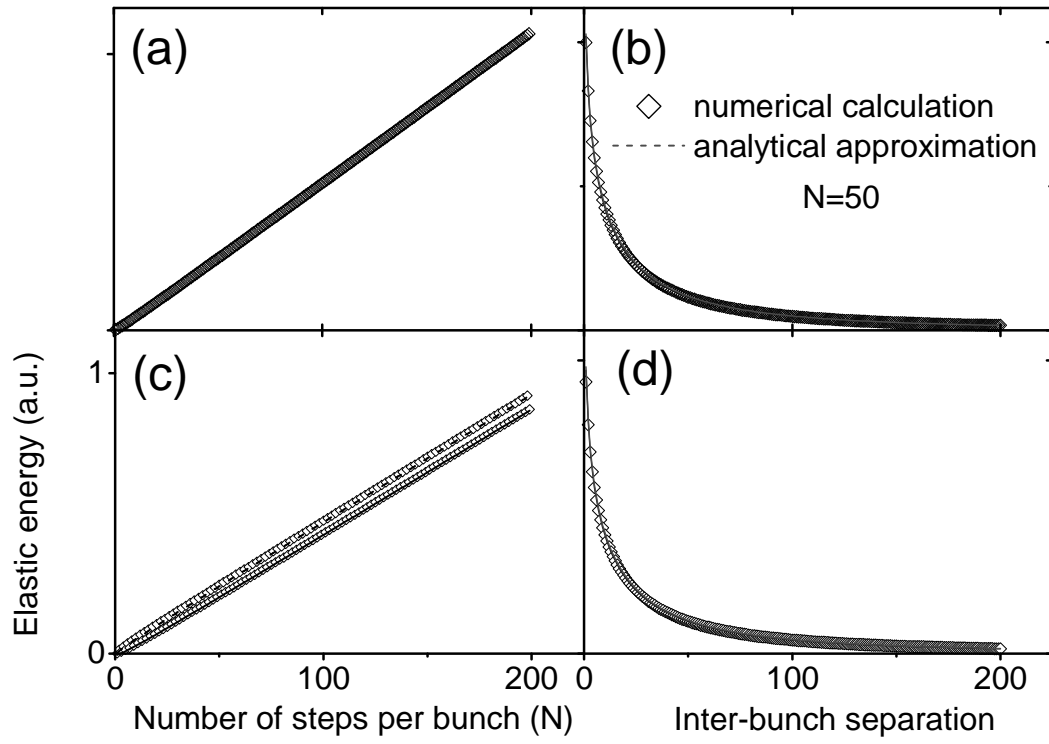 (a)
(b)
numerical calculation
analytical approximation
N=50
(c)
(d)
Elastic energy (a.u.)
1
0
0
100
200
0
100
200
Number of steps per bunch (N)
Inter-bunch separation